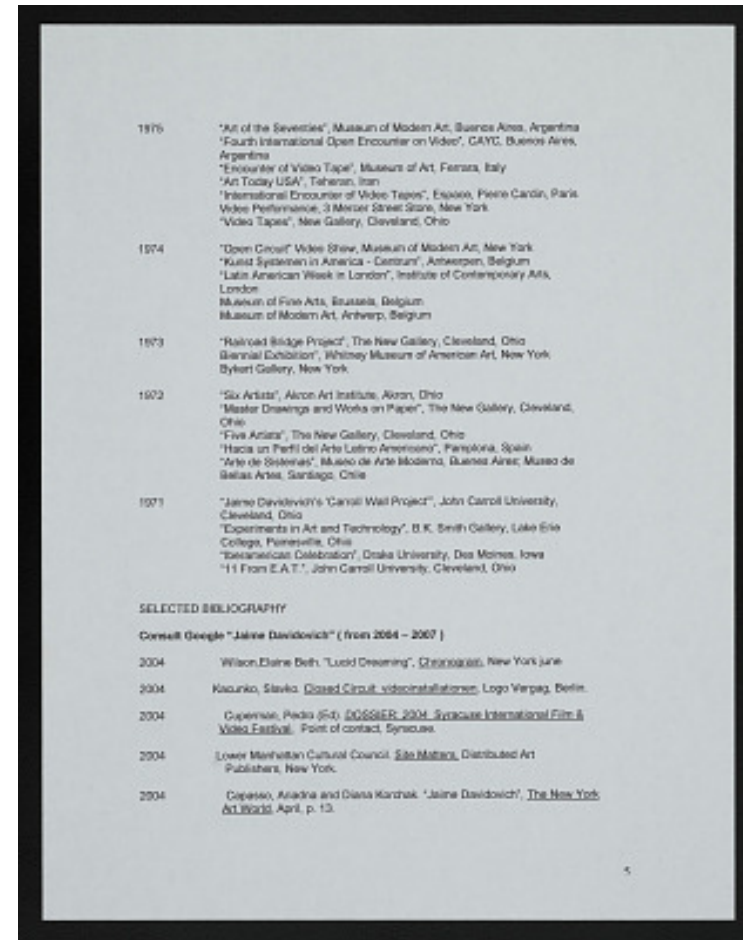 1975 "Art of the Seventies", Museum of Modern Art, Buenos Aires, Argentina
"Fourth International Open Encounter on Video", CAYC, Buenos Aires,
Argentina
"Encounter of Video Tape", Museum of Art, Ferrara, Italy
"Art Today USA", Teheran, Iran
"International Encounter of Video Tapes", Espace, Pierre Cardin, Paris
Video Performance, 3 Mercer Street Store, New York
"Video Tapes", New Gallery, Cleveland, Ohio
1974 "Open Circuit" Video Show, Museum of Modern Art, New York
"Kunst Systemen in America - Centrum", Antwerpen, Belgium
"Latin American Week in London", Institute of Contemporary Arts,
London
Museum of Fine Arts, Brussels, Belgium
Museum of Modern Art, Antwerp, Belgium
1973 "Railroad Bridge Project", The New Gallery, Cleveland, Ohio
Biennial Exhibition", Whitney Museum of American Art, New York
Bykert Gallery, New York
1972 "Six Artists", Akron Art Institute, Akron, Ohio
"Master Drawings and Works on Paper", The New Gallery, Cleveland,
Ohio
"Five Artists", The New Gallery, Cleveland, Ohio
"Hacia un Perfil del Arte Latino Americano", Pamplona, Spain
"Arte de Sistemas", Museo de Arte Moderno, Buenos Aires; Museo de
Bellas Artes, Santiago, Chile
1971 "Jaime Davidovich's 'Carroll Wall Project'", John Carroll University,
Cleveland, Ohio
"Experiments in Art and Technology", B.K. Smith Gallery, Lake Erie
College, Painesville, Ohio
"Iberamerican Celebration", Drake University, Des Moines, Iowa
"11 From E.A.T.", John Carroll University, Cleveland, Ohio
SELECTED BIBLIOGRAPHY
Consult Google "Jaime Davidovich" ( from 2004 – 2007 )
2004 Wilson,Elaine Beth. "Lucid Dreaming", Chronogram, New York june
2004 Kacunko, Slavko. Closed Circuit videoinstallationen, Logo Vergag, Berlin.
2004 Cuperman, Pedro (Ed). DOSSIER: 2004 Syracuse International Film &
Video Festival, Point of contact, Syracuse.
2004 Lower Manhattan Cultural Council. Site Matters, Distributed Art
Publishers, New York.
2004 Capasso, Ariadna and Diana Korchak. "Jaime Davidovich", The New York
Art World, April, p. 13.
5